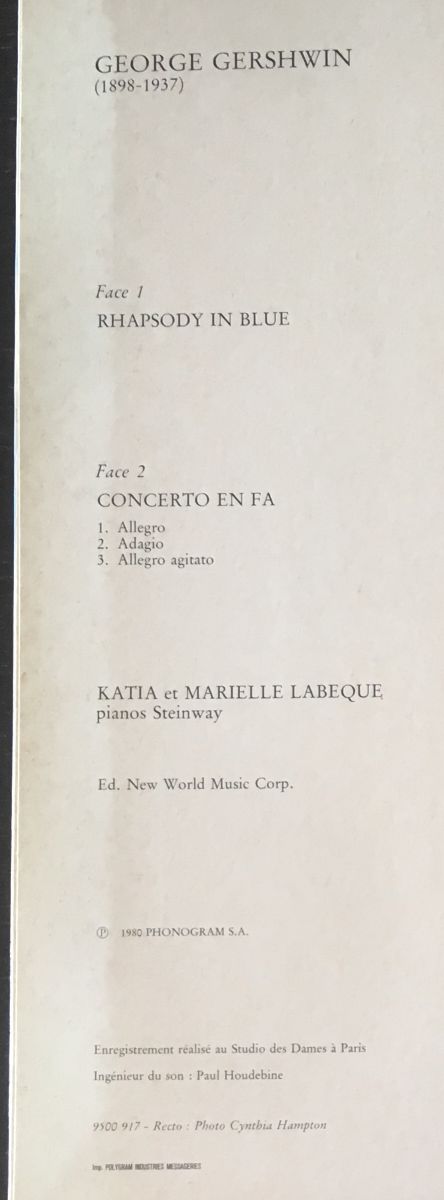 GEORGE GERSHWIN
(1898-1937)
Face 1
RHAPSODY IN BLUE
Face 2
CONCERTO EN FA
1. Allegro
2. Adagio
3. Allegro agitato
KATIA et MARIELLE LABEQUE
pianos Steinway
Ed. New World Music Corp.
Ⓟ 1980 PHONOGRAM S.A.
Enregistrement réalisé au Studio des Dames à Paris
Ingénieur du son : Paul Houdebine
9500 917 - Recto : Photo Cynthia Hampton
Imp. POLYGRAM INDUSTRIES MESSAGERIES